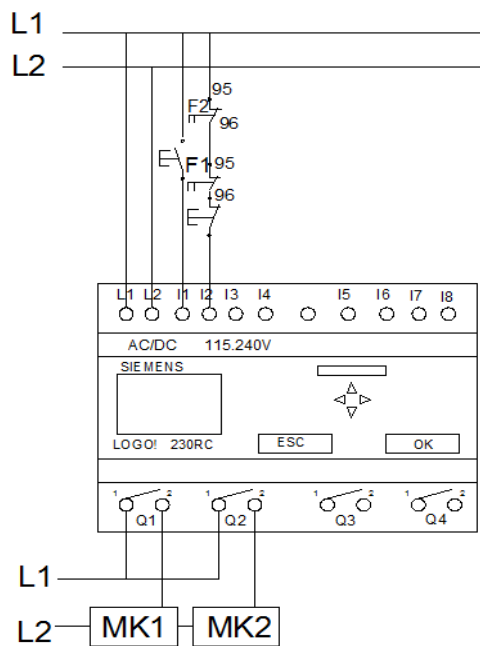 L1
L2
95
F2
96
F1 95
96
L1 L2 I1 I2 I3 I4 I5 I6 I7 I8
AC/DC 115.240V
SIEMENS
LOGO! 230RC ESC OK
1 2 1 2 1 2 1 2
Q1 Q2 Q3 Q4
L1
L2 MK1 MK2